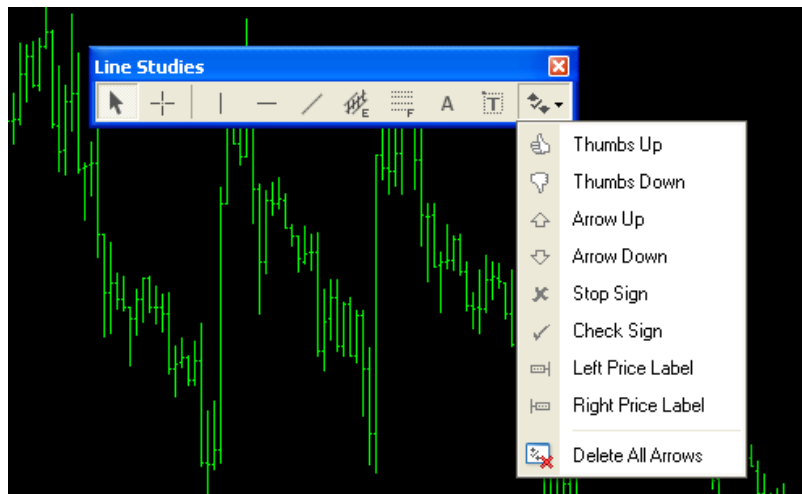 Line Studies
E F A T
Thumbs Up
Thumbs Down
Arrow Up
Arrow Down
Stop Sign
Check Sign
Left Price Label
Right Price Label
Delete All Arrows